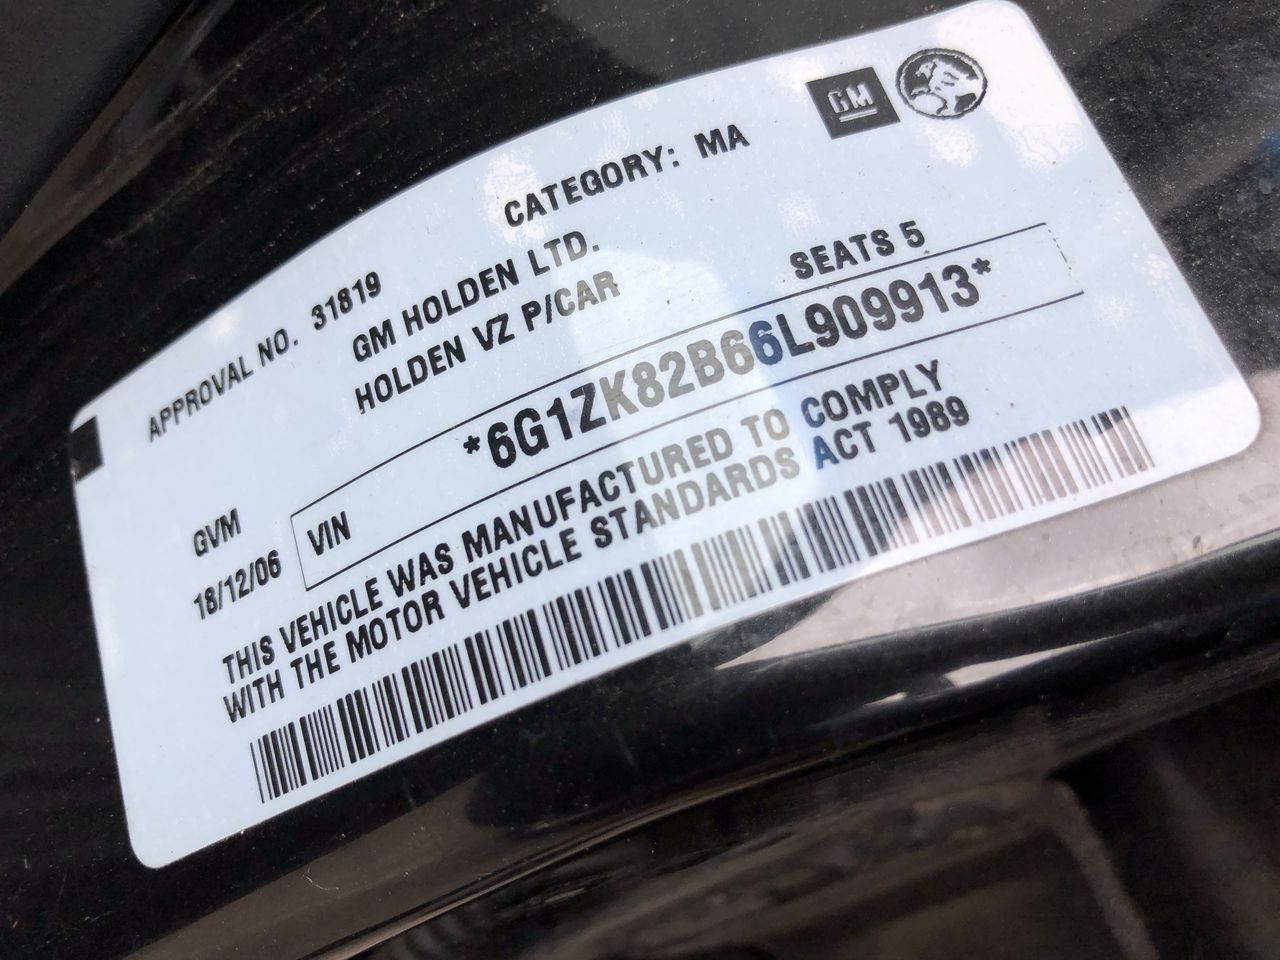 GM
CATEGORY: MA
APPROVAL NO. 31819
GM HOLDEN LTD.
HOLDEN VZ P/CAR
SEATS 5
GVM
18/12/06
VIN *6G1ZK82B66L909913*
THIS VEHICLE WAS MANUFACTURED TO COMPLY
WITH THE MOTOR VEHICLE STANDARDS ACT 1989